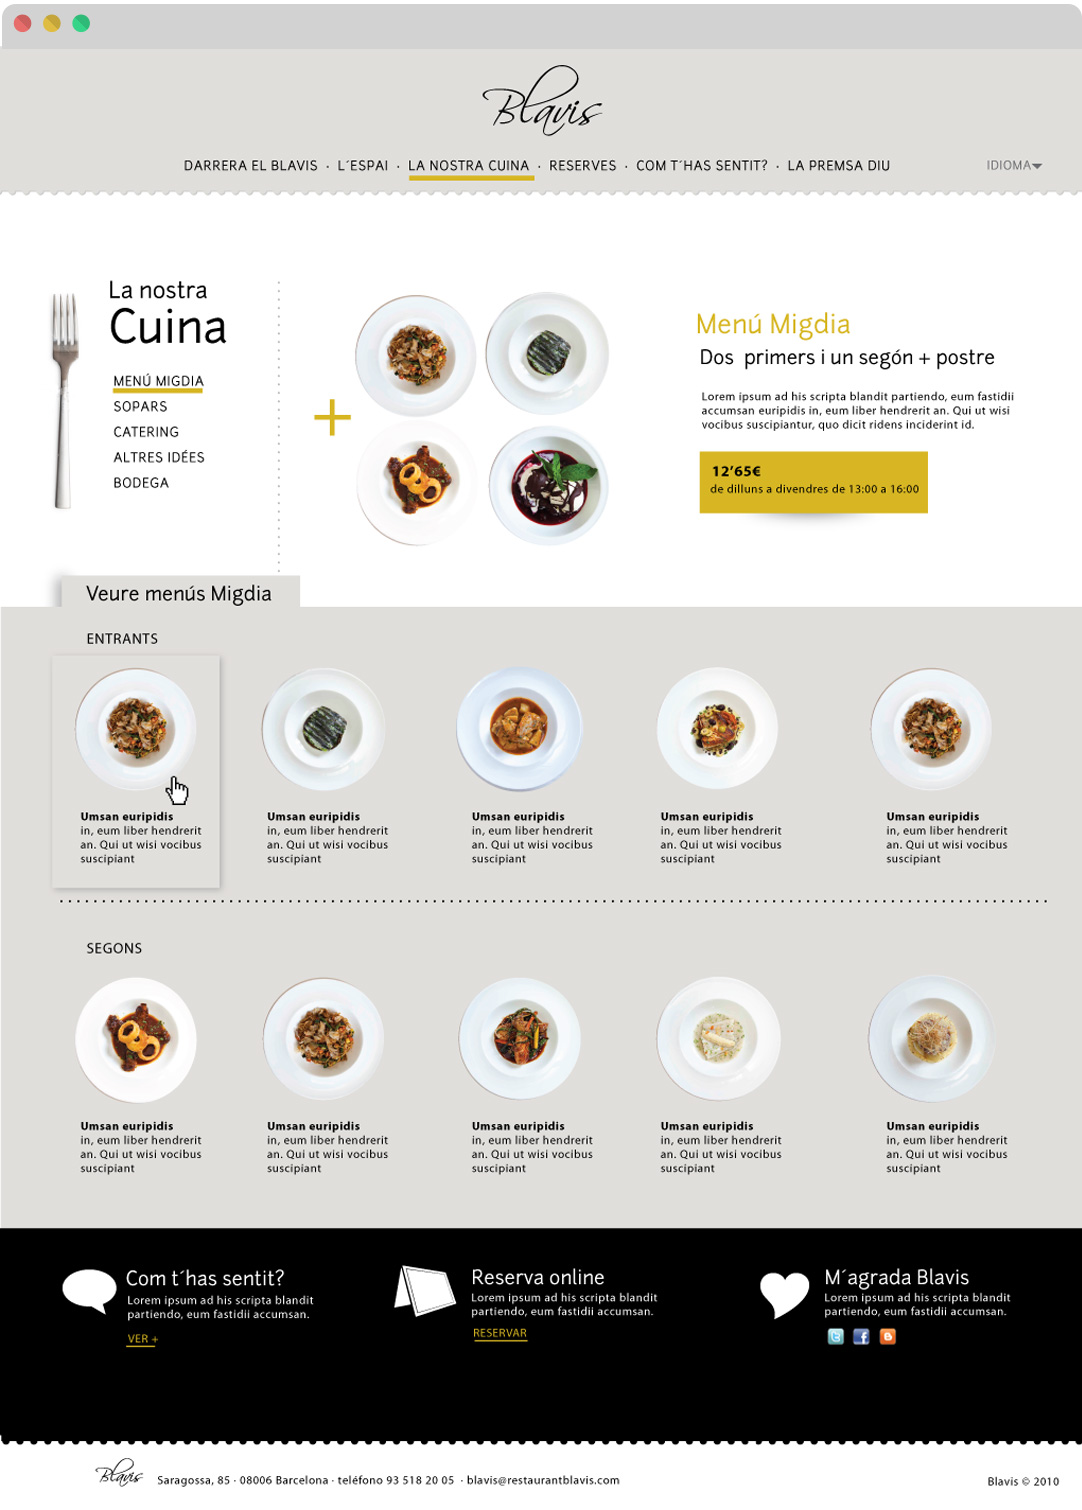 Blavis
DARRERA EL BLAVIS · L´ESPAI · LA NOSTRA CUINA · RESERVES · COM T´HAS SENTIT? · LA PREMSA DIU
IDIOMA
La nostra
Cuina
MENÚ MIGDIA
SOPARS
CATERING
ALTRES IDÉES
BODEGA
+
Menú Migdia
Dos primers i un segón + postre
Lorem ipsum ad his scripta blandit partiendo, eum fastidii
accumsan euripidis in, eum liber hendrerit an. Qui ut wisi
vocibus suscipiantur, quo dicit ridens inciderint id.
12’65€
de dilluns a divendres de 13:00 a 16:00
Veure menús Migdia
ENTRANTS
Umsan euripidis
in, eum liber hendrerit
an. Qui ut wisi vocibus
suscipiant
Umsan euripidis
in, eum liber hendrerit
an. Qui ut wisi vocibus
suscipiant
Umsan euripidis
in, eum liber hendrerit
an. Qui ut wisi vocibus
suscipiant
Umsan euripidis
in, eum liber hendrerit
an. Qui ut wisi vocibus
suscipiant
Umsan euripidis
in, eum liber hendrerit
an. Qui ut wisi vocibus
suscipiant
SEGONS
Umsan euripidis
in, eum liber hendrerit
an. Qui ut wisi vocibus
suscipiant
Umsan euripidis
in, eum liber hendrerit
an. Qui ut wisi vocibus
suscipiant
Umsan euripidis
in, eum liber hendrerit
an. Qui ut wisi vocibus
suscipiant
Umsan euripidis
in, eum liber hendrerit
an. Qui ut wisi vocibus
suscipiant
Umsan euripidis
in, eum liber hendrerit
an. Qui ut wisi vocibus
suscipiant
Com t´has sentit?
Lorem ipsum ad his scripta blandit
partiendo, eum fastidii accumsan.
VER +
Reserva online
Lorem ipsum ad his scripta blandit
partiendo, eum fastidii accumsan.
RESERVAR
M´agrada Blavis
Lorem ipsum ad his scripta blandit
partiendo, eum fastidii accumsan.
Blavis
Saragossa, 85 · 08006 Barcelona · teléfono 93 518 20 05 · blavis@restaurantblavis.com
Blavis © 2010